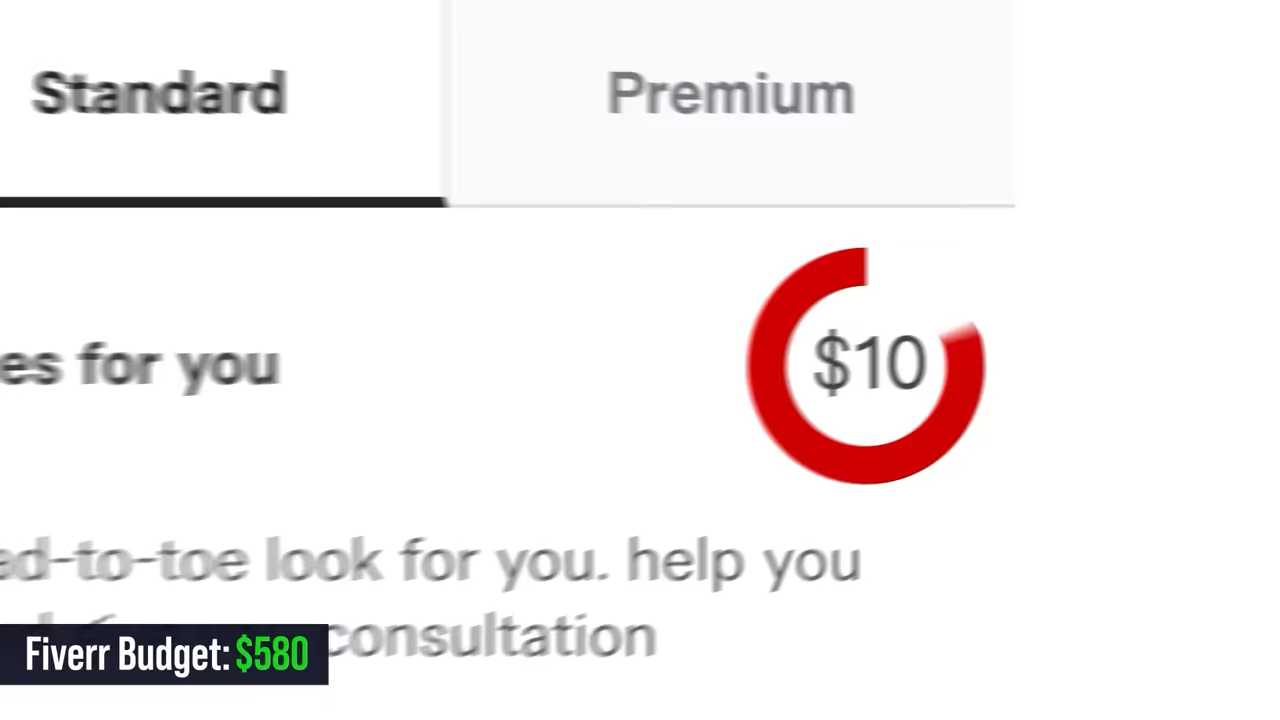 Standard
Premium
es for you
$10
ad-to-toe look for you. help you
consultation
Fiverr Budget: $580